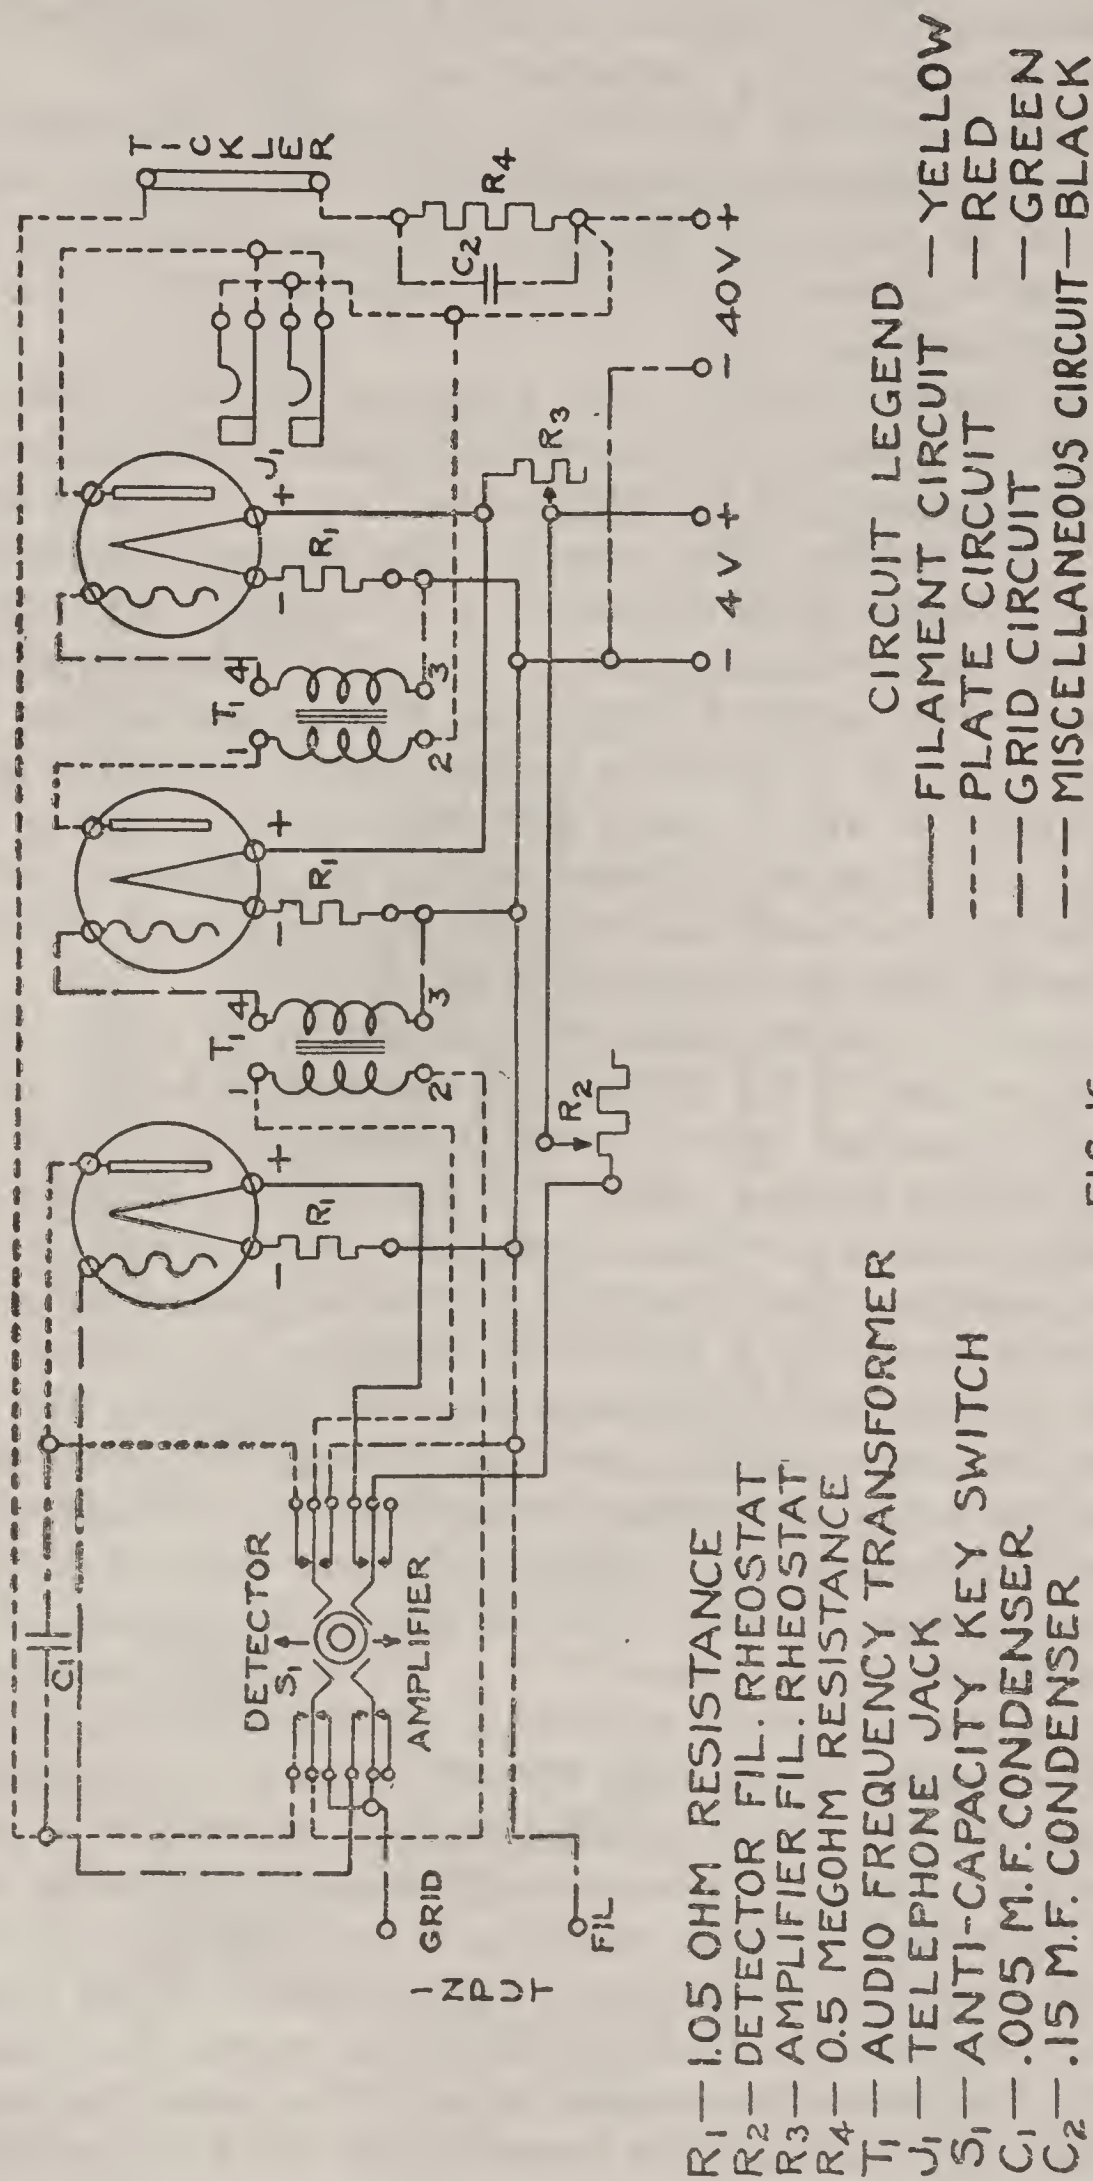 TICKLER
C1
DETECTOR
S1
AMPLIFIER
GRID
FIL
INPUT
R1
- +
T1
1 4
2 3
R1
- +
T1
1 4
2 3
R1
- +
J1
C2
R4
R2
R3
- 4V +
- 40V +
R1 — 1.05 OHM RESISTANCE
R2 — DETECTOR FIL. RHEOSTAT
R3 — AMPLIFIER FIL. RHEOSTAT
R4 — 0.5 MEGOHM RESISTANCE
T1 — AUDIO FREQUENCY TRANSFORMER
J1 — TELEPHONE JACK
S1 — ANTI-CAPACITY KEY SWITCH
C1 — .005 M.F. CONDENSER
C2 — .15 M.F. CONDENSER
CIRCUIT LEGEND
FILAMENT CIRCUIT — YELLOW
PLATE CIRCUIT — RED
GRID CIRCUIT — GREEN
MISCELLANEOUS CIRCUIT — BLACK